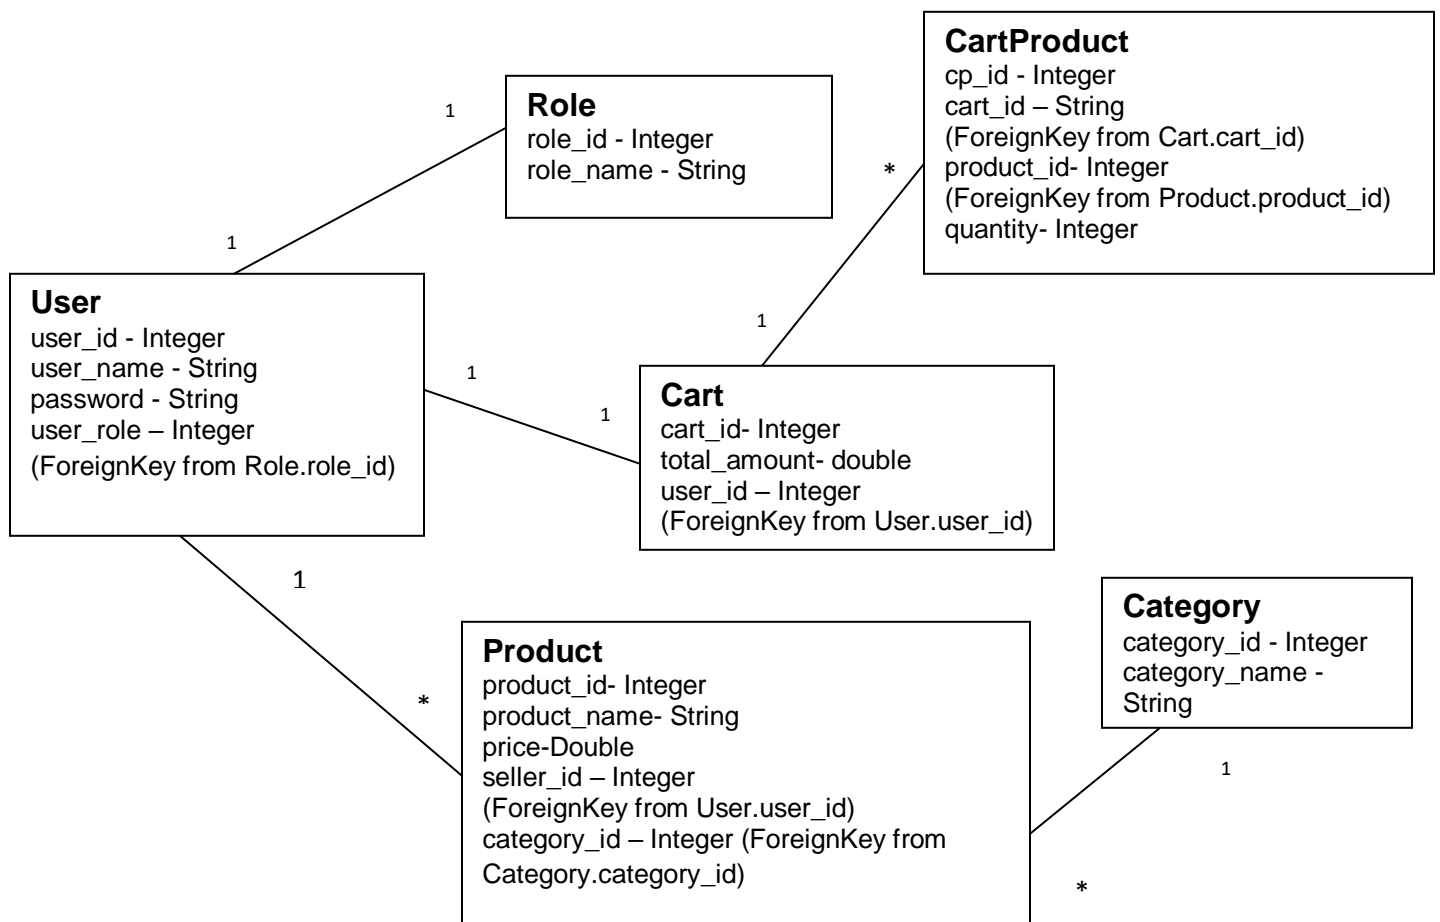 CartProduct
cp_id - Integer
cart_id – String
(ForeignKey from Cart.cart_id)
product_id- Integer
(ForeignKey from Product.product_id)
quantity- Integer
Role
role_id - Integer
role_name - String
1
*
1
User
user_id - Integer
user_name - String
password - String
user_role – Integer
(ForeignKey from Role.role_id)
1
1
1
Cart
cart_id- Integer
total_amount- double
user_id – Integer
(ForeignKey from User.user_id)
1
*
Product
product_id- Integer
product_name- String
price-Double
seller_id – Integer
(ForeignKey from User.user_id)
category_id – Integer (ForeignKey from
Category.category_id)
Category
category_id - Integer
category_name -
String
1
*